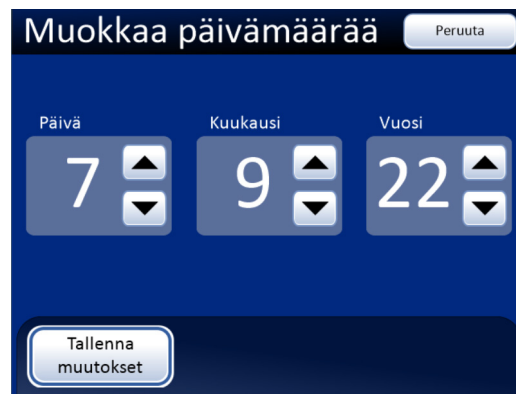 Muokkaa päivämäärää
Peruuta
Päivä
Kuukausi
Vuosi
7
9
22
Tallenna
muutokset